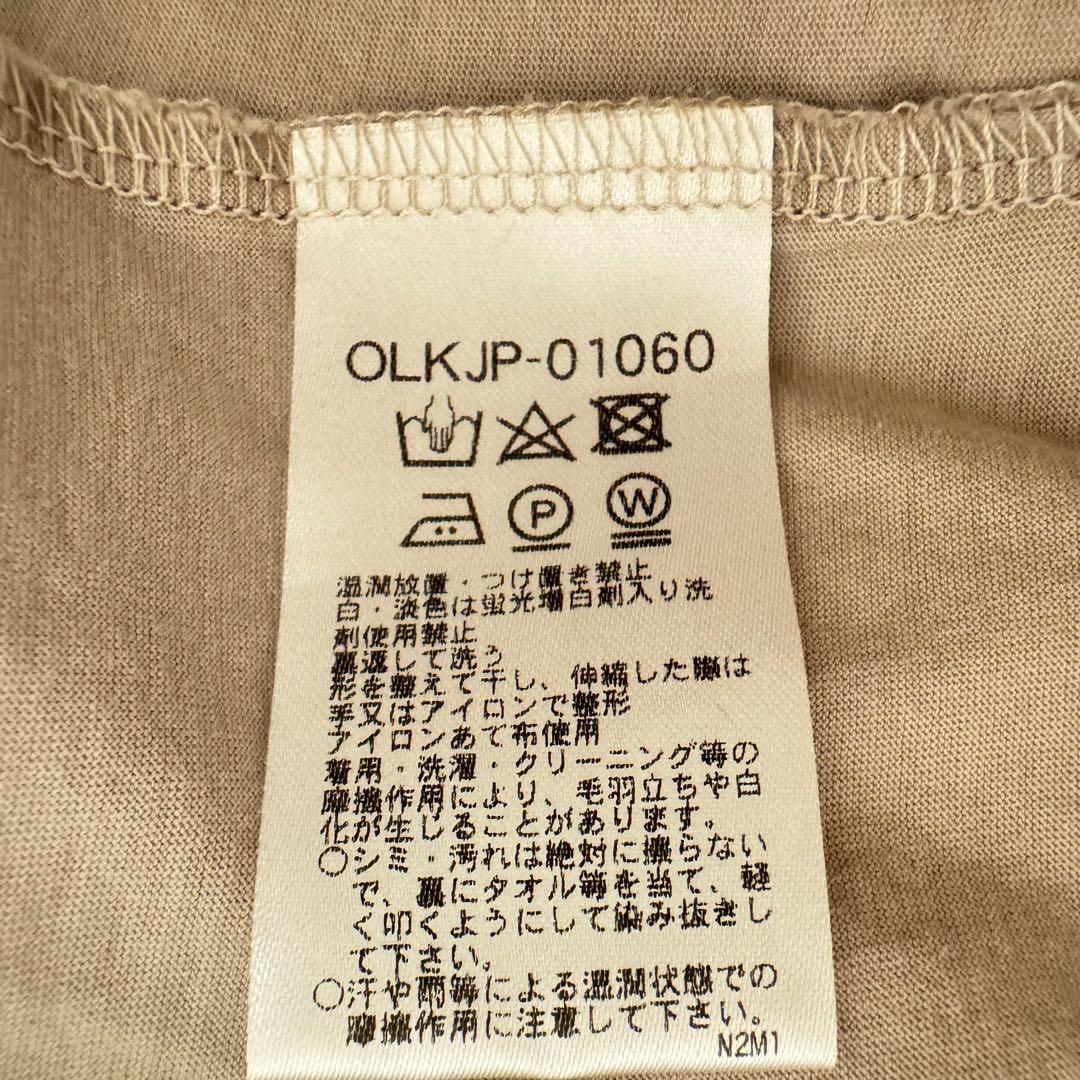 OLKJP-01060
P W
湿潤放置・つけ置き禁止
白・淡色は蛍光増白剤入り洗
剤使用禁止
裏返して洗う
形を整えて干し、伸縮した際は
手又はアイロンで整形
アイロンあて布使用
着用・洗濯・クリーニング等の
摩擦作用により、毛羽立ちや白
化が生じることがあります。
○シミ・汚れは絶対に擦らない
で、裏にタオル等を当て、軽
く叩くようにして染み抜きし
て下さい。
○汗や雨等による湿潤状態での
摩擦作用に注意して下さい。
N2M1